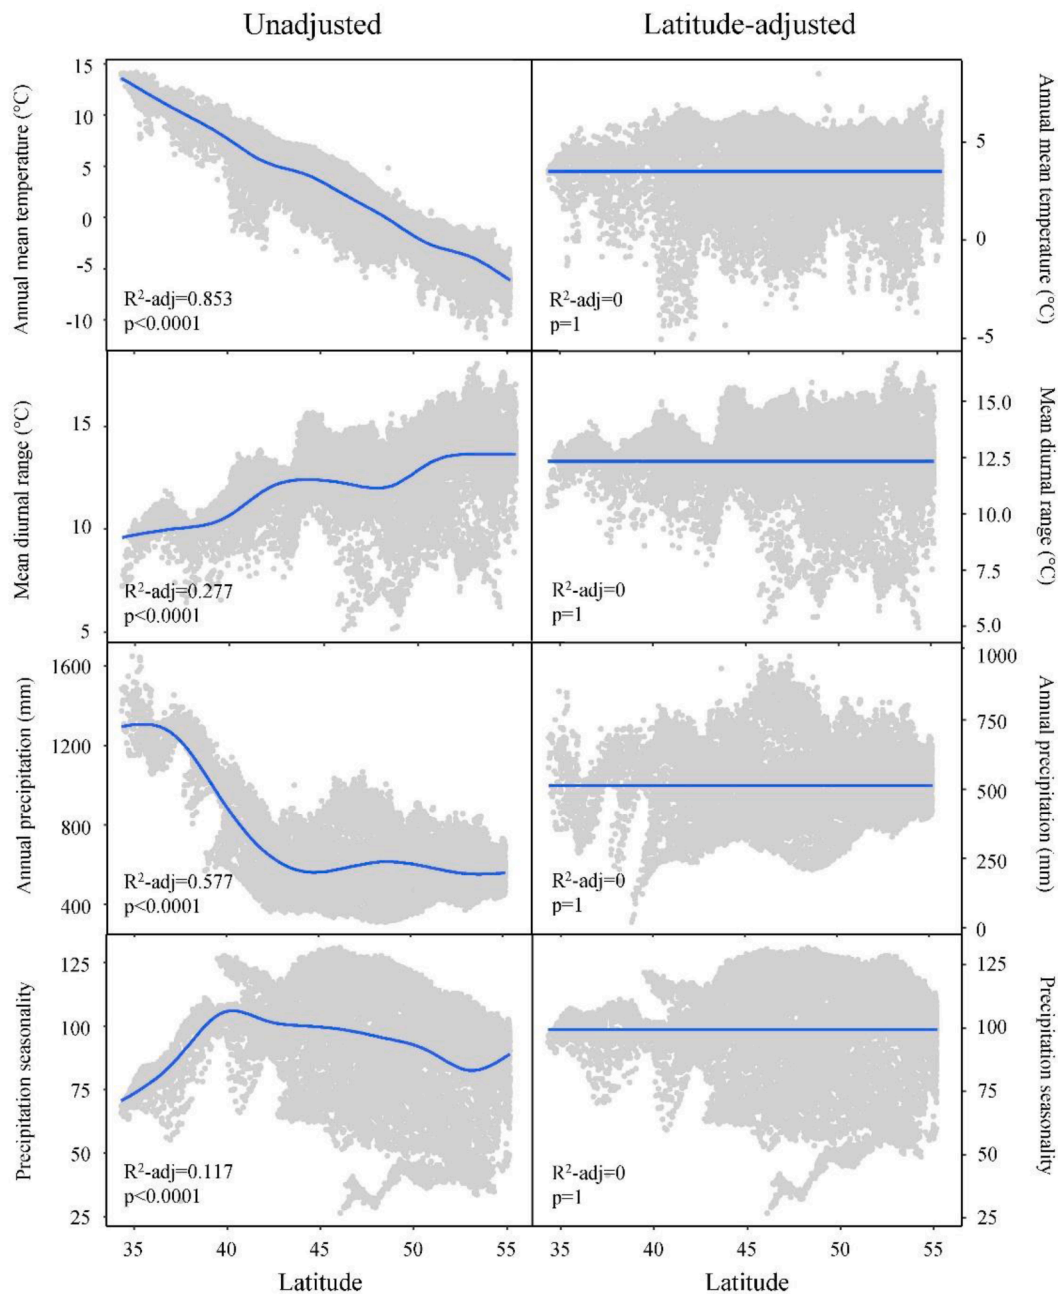 Unadjusted
Latitude-adjusted
Annual mean temperature (°C)
15
10
5
0
-5
-10
R²-adj=0.853
p<0.0001
R²-adj=0
p=1
5
0
-5
Annual mean temperature (°C)
Mean diurnal range (°C)
15
10
5
R²-adj=0.277
p<0.0001
R²-adj=0
p=1
15.0
12.5
10.0
7.5
5.0
Mean diurnal range (°C)
Annual precipitation (mm)
1600
1200
800
400
R²-adj=0.577
p<0.0001
R²-adj=0
p=1
1000
750
500
250
0
Annual precipitation (mm)
Precipitation seasonality
125
100
75
50
25
R²-adj=0.117
p<0.0001
R²-adj=0
p=1
125
100
75
50
25
Precipitation seasonality
35 40 45 50 55
35 40 45 50 55
Latitude
Latitude